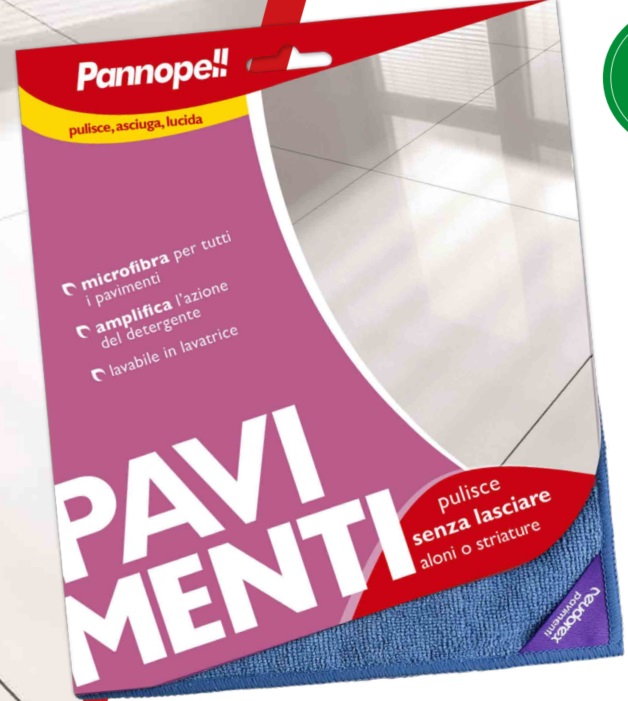 Pannopell
pulisce, asciuga, lucida
microfibra per tutti
i pavimenti
amplifica l'azione
del detergente
lavabile in lavatrice
PAVI
MENTI
pulisce
senza lasciare
aloni o striature
eudorex
pavimenti